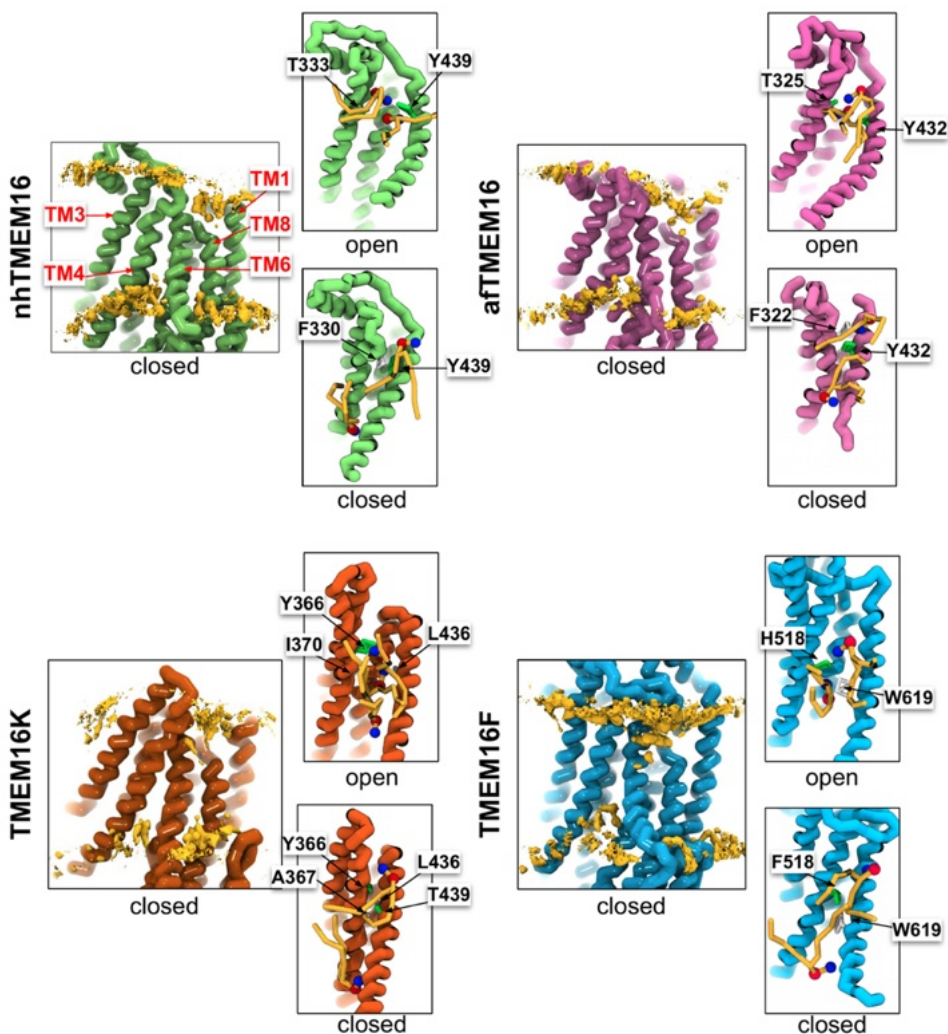 nhTMEM16
TM3
TM4
TM1
TM8
TM6
closed
T333
Y439
open
F330
Y439
closed
afTMEM16
closed
T325
Y432
open
F322
Y432
closed
TMEM16K
closed
Y366
I370
L436
open
Y366
A367
L436
T439
closed
TMEM16F
closed
H518
W619
open
F518
W619
closed